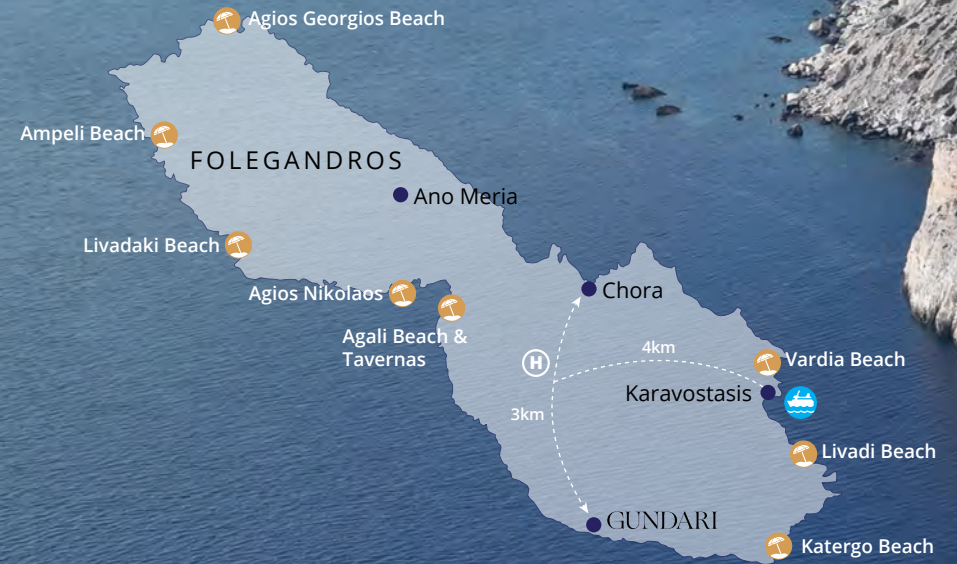 Agios Georgios Beach
Ampeli Beach
FOLEGANDROS
Ano Meria
Livadaki Beach
Agios Nikolaos
Chora
Agali Beach &
Tavernas
H
4km
Vardia Beach
Karavostasis
3km
Livadi Beach
GUNDARI
Katergo Beach